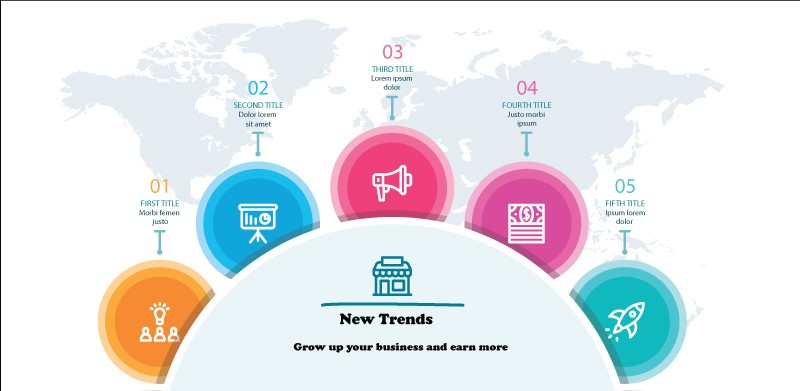 03
THIRD TITLE
Lorem ipsum
dolor
02
SECOND TITLE
Dolor lorem
sit amet
04
FOURTH TITLE
Justo morbi
ipsum
01
FIRST TITLE
Morbi femen
justo
05
FIFTH TITLE
Ipsum lorem
dolor
$
New Trends
Grow up your business and earn more